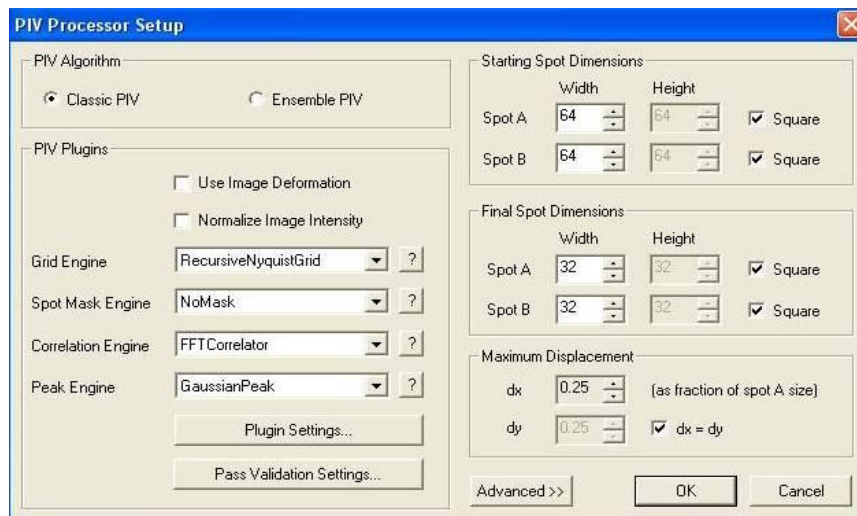 PIV Processor Setup
PIV Algorithm
Classic PIV
Ensemble PIV
PIV Plugins
Use Image Deformation
Normalize Image Intensity
Grid Engine RecursiveNyquistGrid ?
Spot Mask Engine NoMask ?
Correlation Engine FFTCorrelator ?
Peak Engine GaussianPeak ?
Plugin Settings...
Pass Validation Settings...
Starting Spot Dimensions
Width Height
Spot A 64 64 Square
Spot B 64 64 Square
Final Spot Dimensions
Width Height
Spot A 32 32 Square
Spot B 32 32 Square
Maximum Displacement
dx 0.25 (as fraction of spot A size)
dy 0.25 dx = dy
Advanced >> OK Cancel